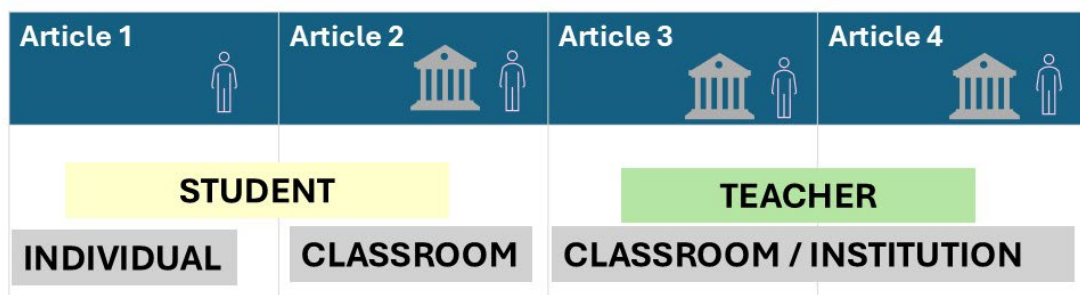 Article 1
Article 2
Article 3
Article 4
STUDENT
TEACHER
INDIVIDUAL
CLASSROOM
CLASSROOM / INSTITUTION